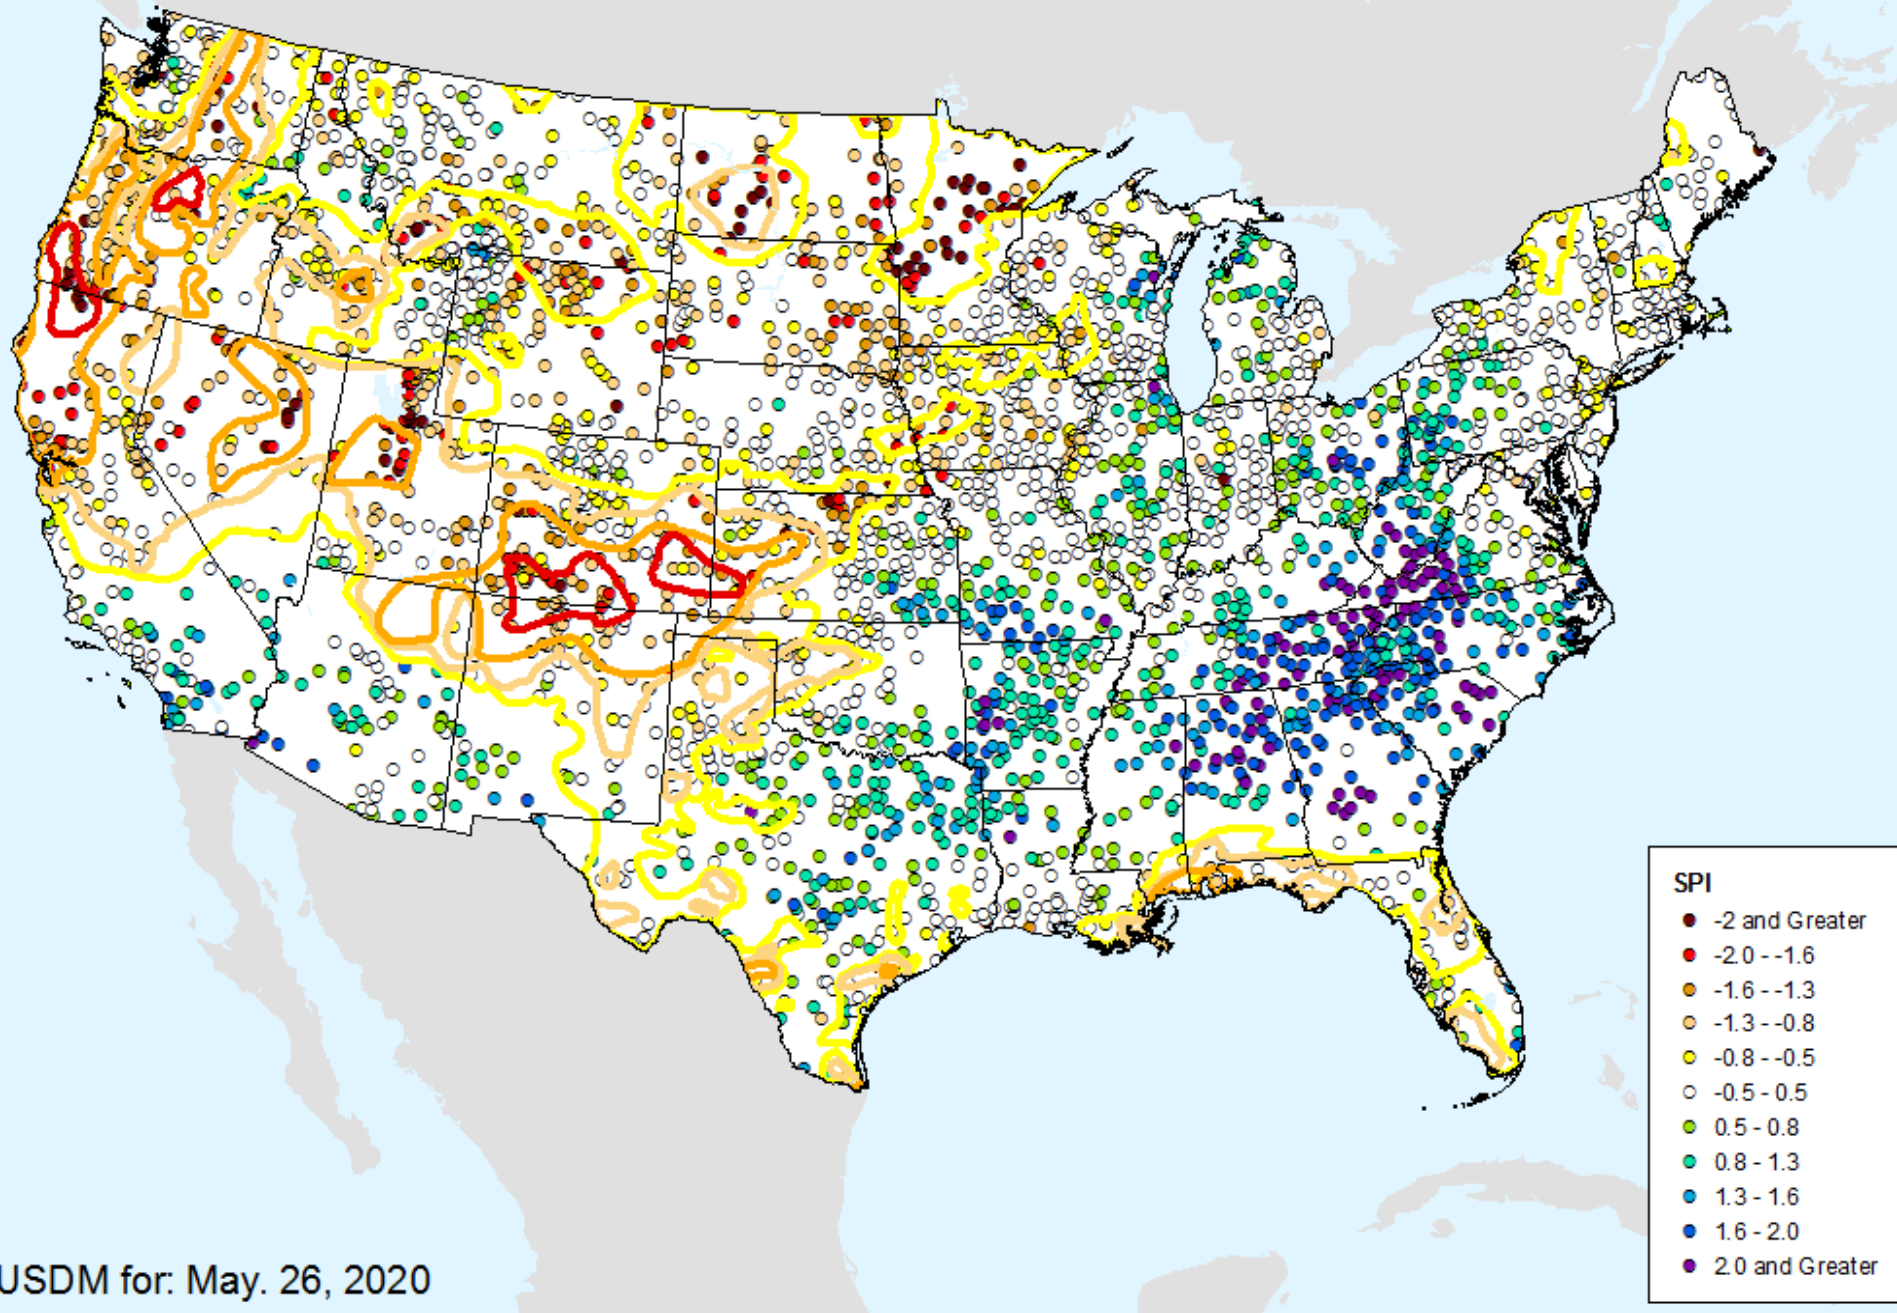 SPI
-2 and Greater
-2.0 - -1.6
-1.6 - -1.3
-1.3 - -0.8
-0.8 - -0.5
-0.5 - 0.5
0.5 - 0.8
0.8 - 1.3
1.3 - 1.6
1.6 - 2.0
2.0 and Greater
USDM for: May. 26, 2020